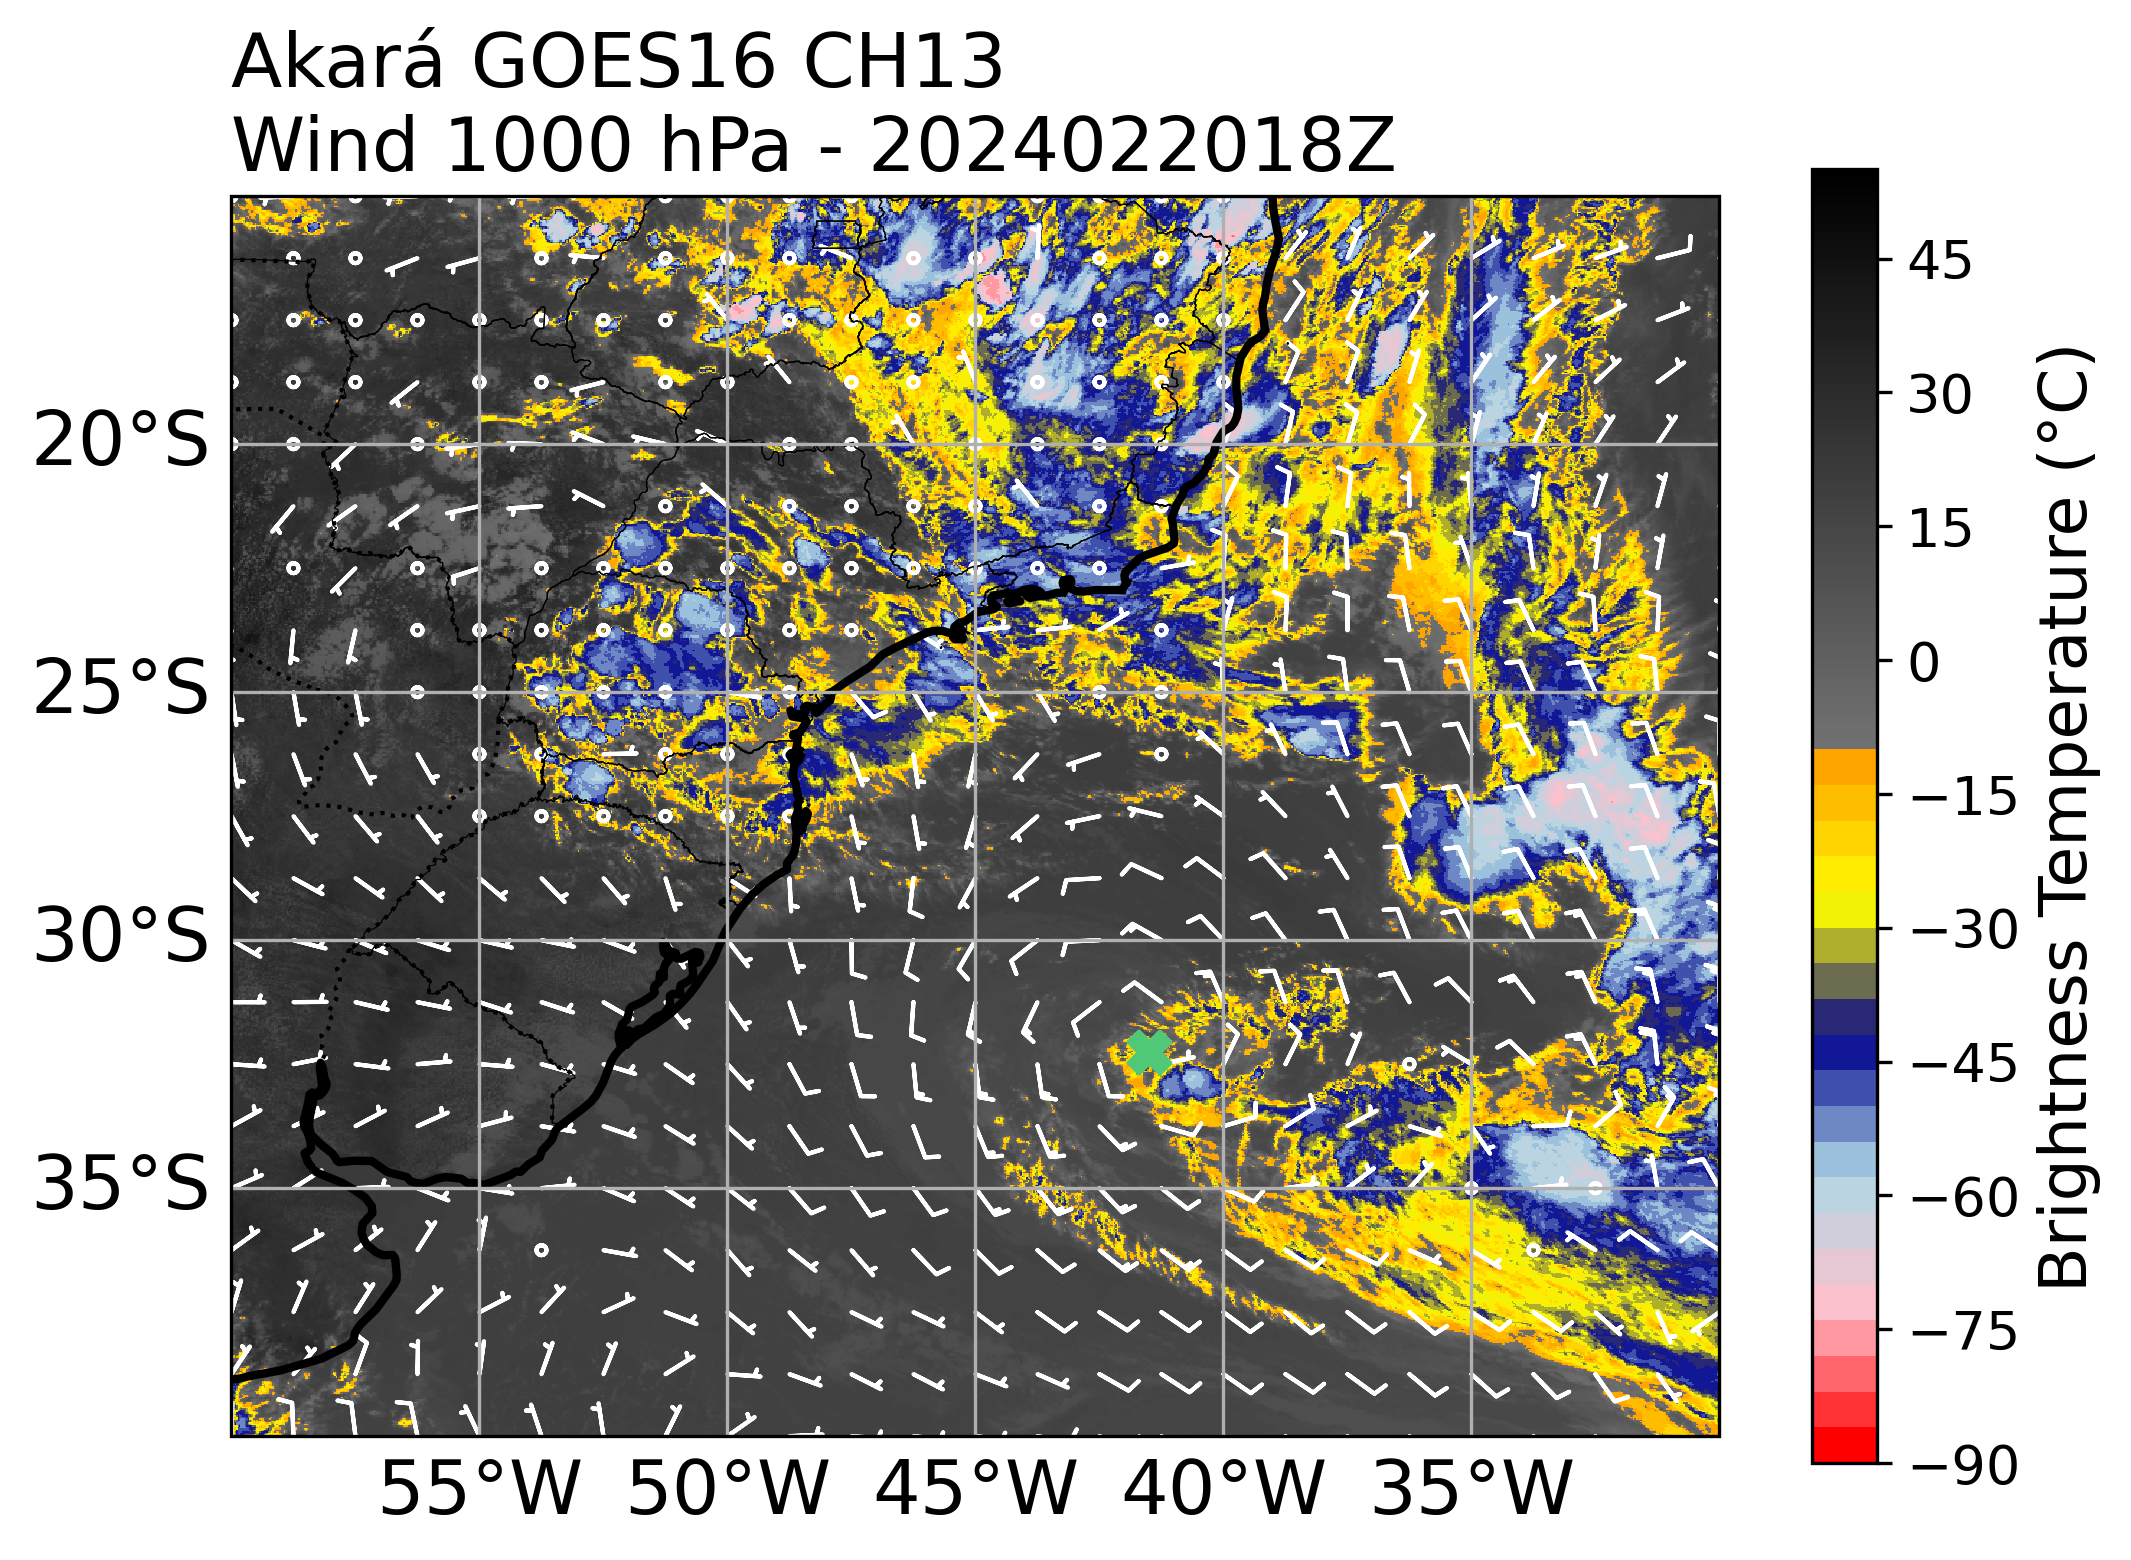 Akará GOES16 CH13
Wind 1000 hPa - 2024022018Z
20°S
25°S
30°S
35°S
55°W
50°W
45°W
40°W
35°W
45
30
15
0
−15
−30
−45
−60
−75
−90
Brightness Temperature (°C)